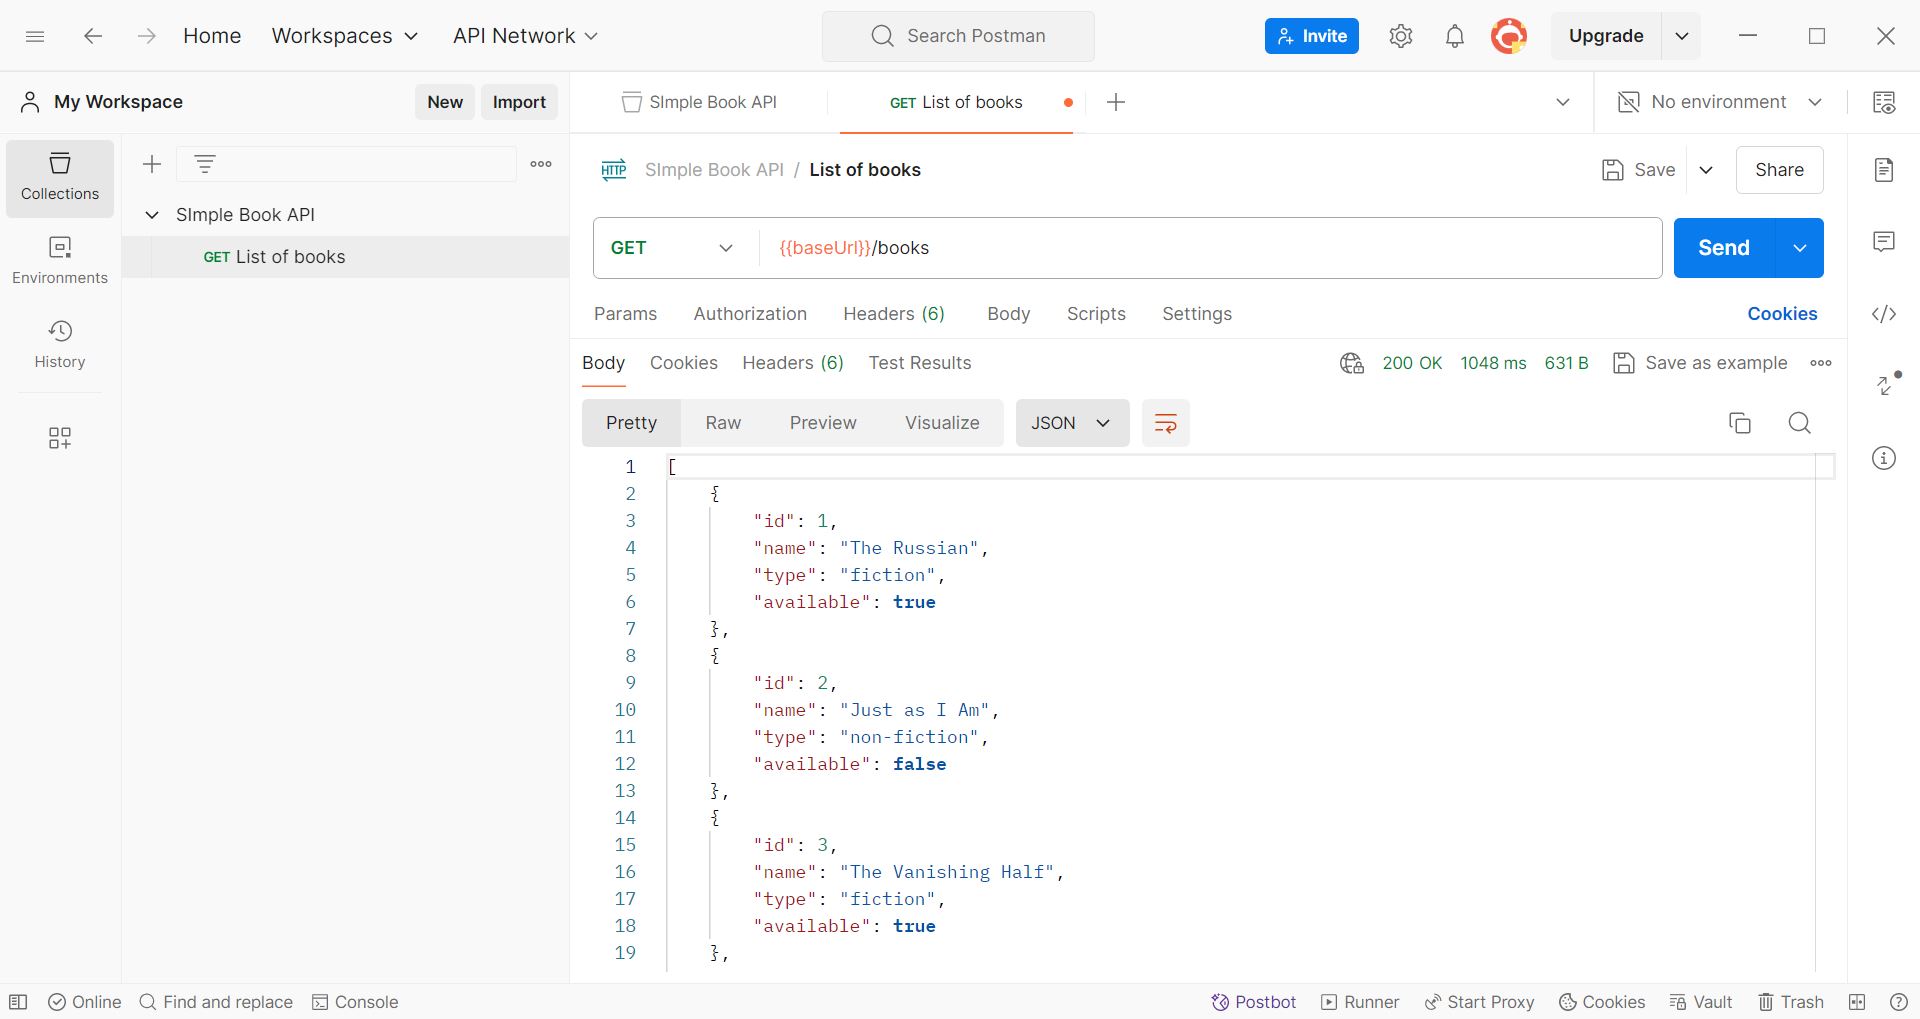 Home Workspaces API Network Search Postman Invite Upgrade
My Workspace New Import SImple Book API GET List of books No environment
Collections
Environments
History
SImple Book API
GET List of books
HTTP SImple Book API / List of books Save Share
GET {{baseUrl}}/books Send
Params Authorization Headers (6) Body Scripts Settings Cookies
Body Cookies Headers (6) Test Results 200 OK 1048 ms 631 B Save as example
Pretty Raw Preview Visualize JSON
1 [
2 {
3 "id": 1,
4 "name": "The Russian",
5 "type": "fiction",
6 "available": true
7 },
8 {
9 "id": 2,
10 "name": "Just as I Am",
11 "type": "non-fiction",
12 "available": false
13 },
14 {
15 "id": 3,
16 "name": "The Vanishing Half",
17 "type": "fiction",
18 "available": true
19 },
Online Find and replace Console Postbot Runner Start Proxy Cookies Vault Trash